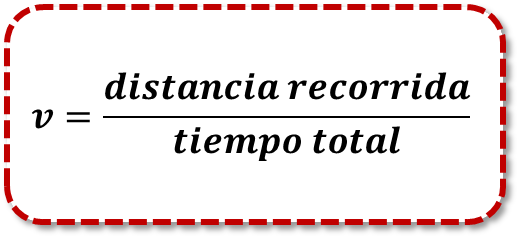 v = distancia recorrida / tiempo total